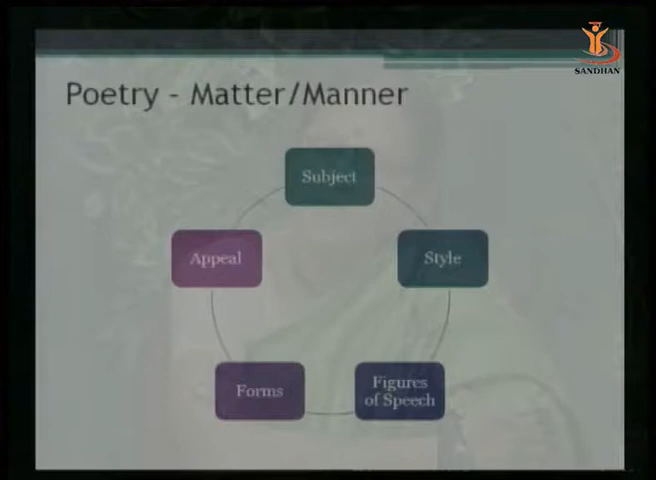 SANDHAN
Poetry - Matter/Manner
Subject
Style
Figures
of Speech
Forms
Appeal